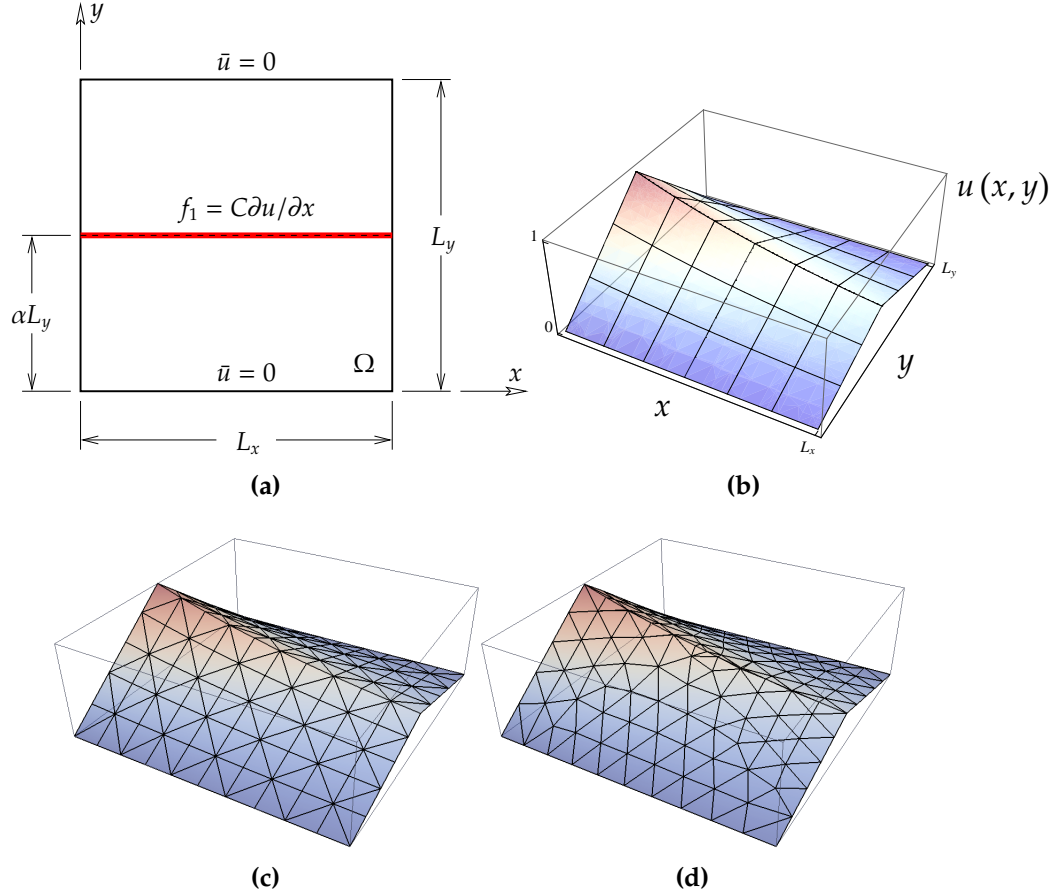 y
ū = 0
f₁ = C∂u/∂x
L_y
αL_y
Ω
ū = 0
x
L_x
(a)
u (x, y)
1
0
L_y
y
x
L_x
(b)
(c)
(d)